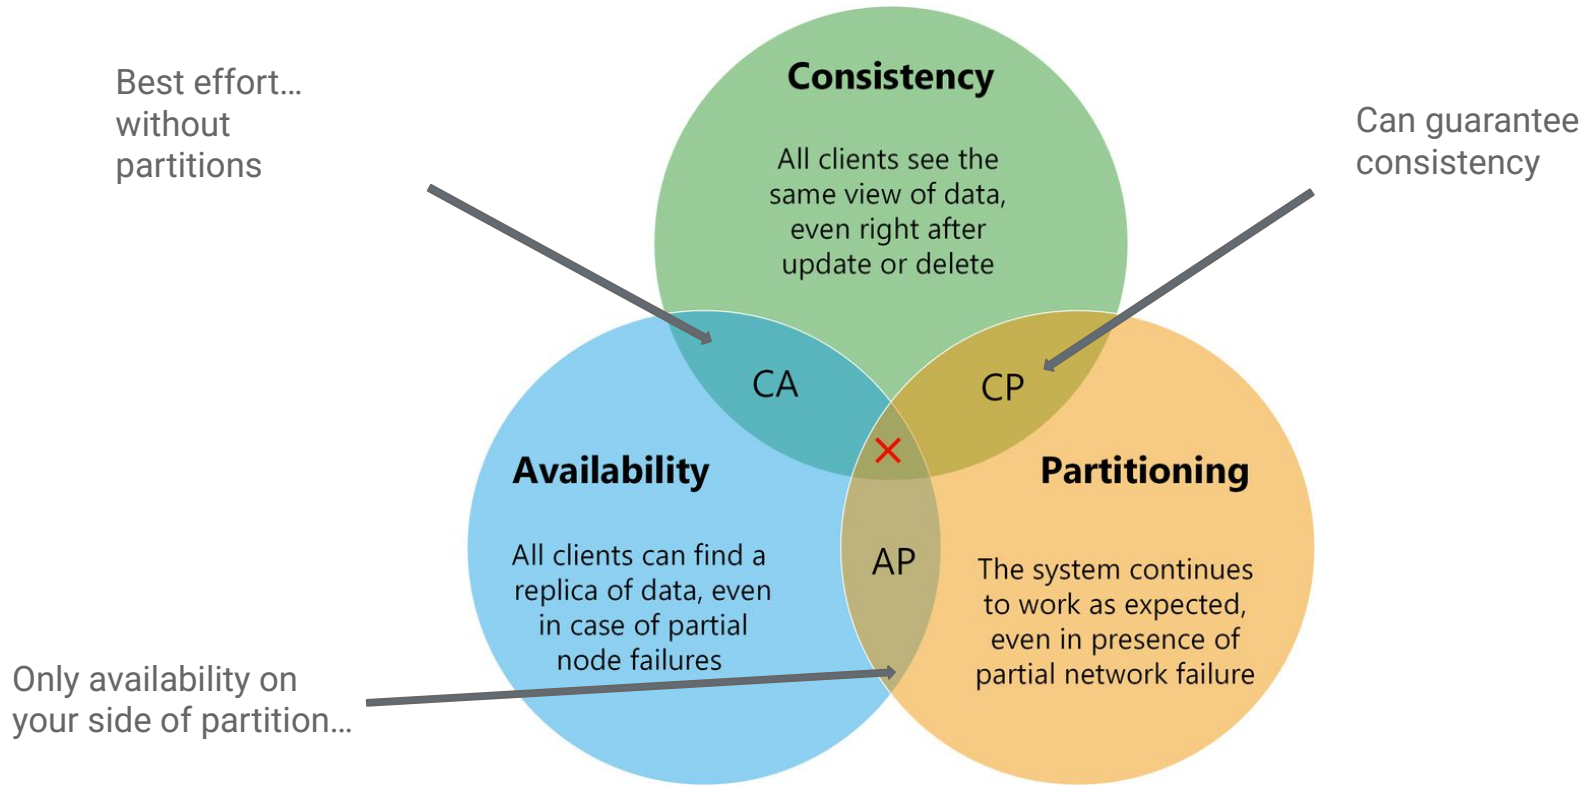 Best effort…
without
partitions
Consistency
All clients see the
same view of data,
even right after
update or delete
Can guarantee
consistency
CA
CP
Availability
All clients can find a
replica of data, even
in case of partial
node failures
Partitioning
The system continues
to work as expected,
even in presence of
partial network failure
AP
Only availability on
your side of partition…